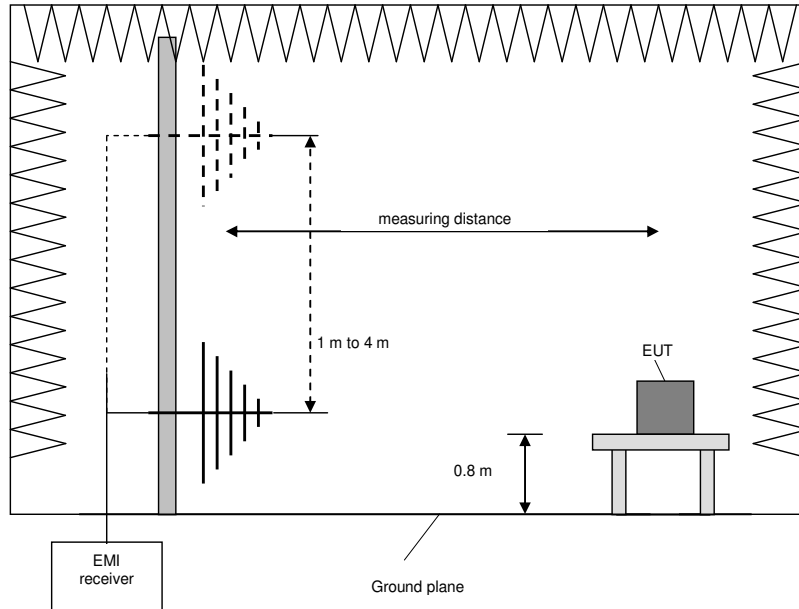 measuring distance
1 m to 4 m
EUT
0.8 m
EMI
receiver
Ground plane